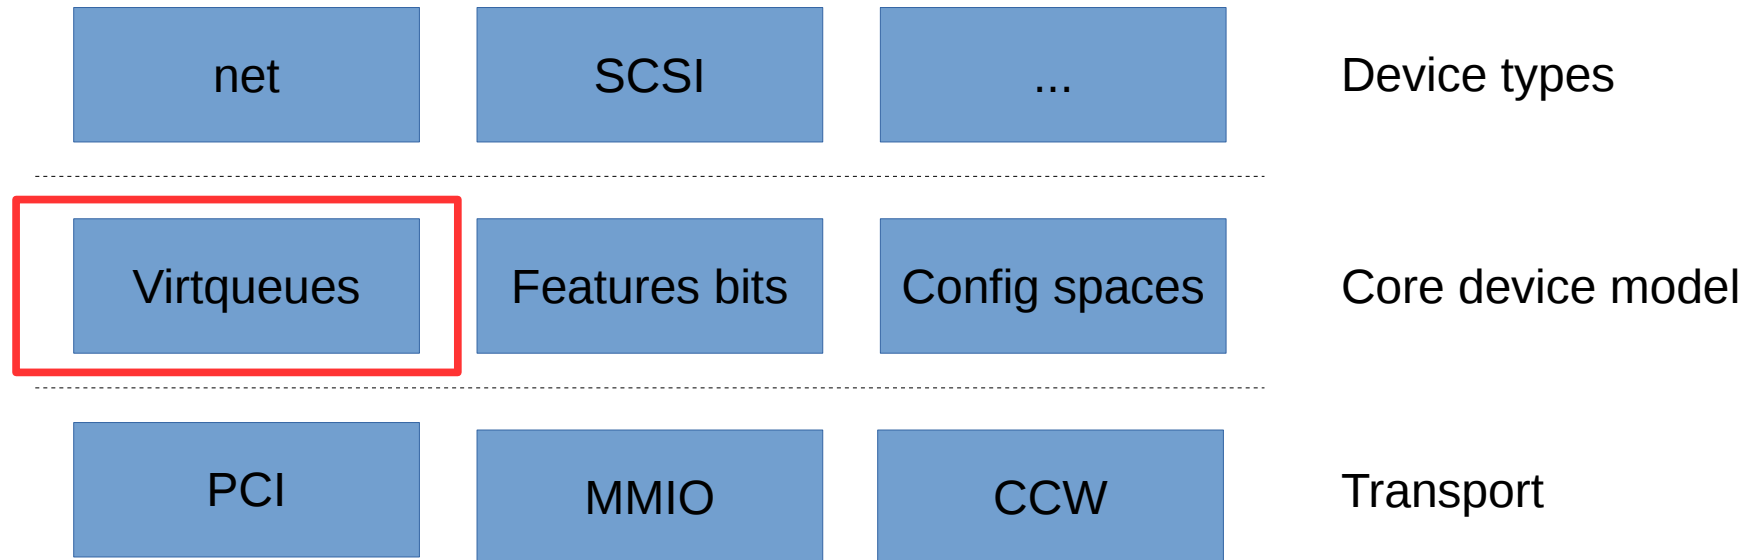 net
SCSI
...
Device types
Virtqueues
Features bits
Config spaces
Core device model
PCI
MMIO
CCW
Transport